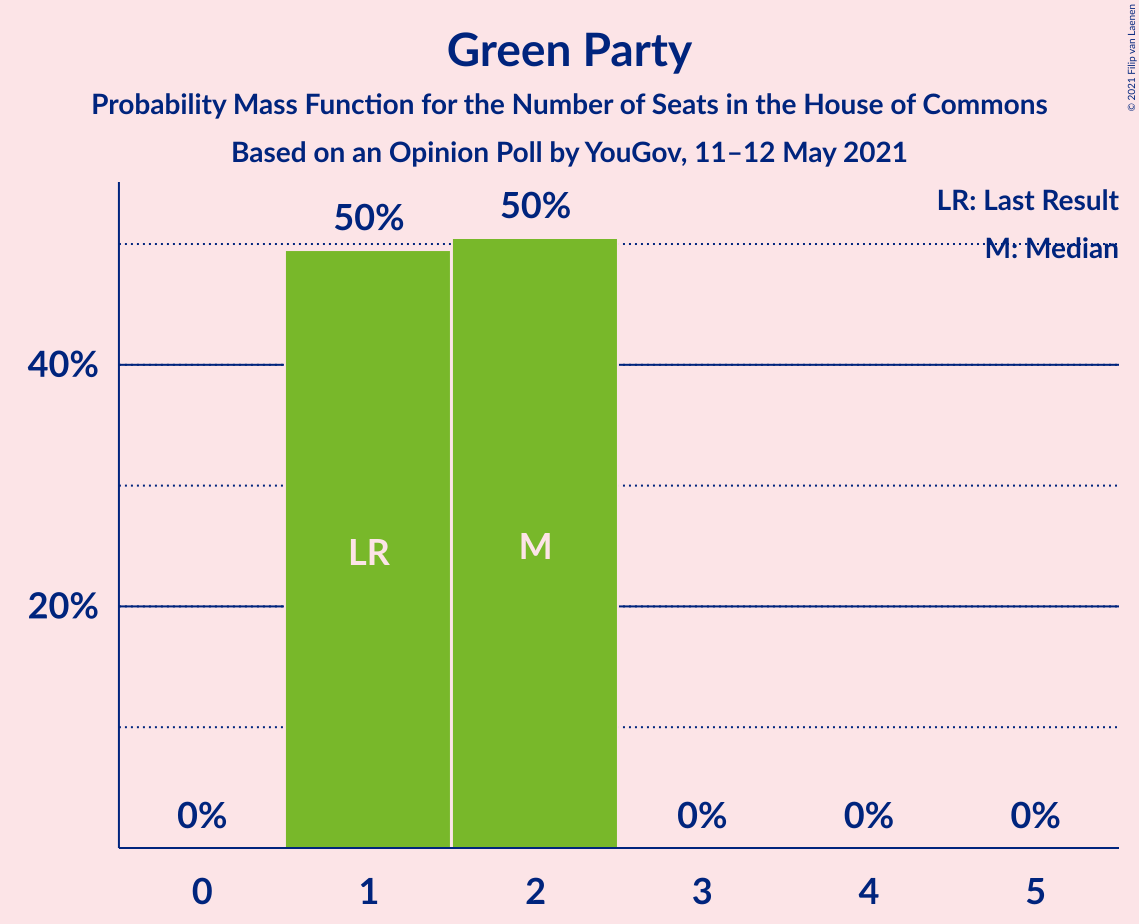 Green Party
Probability Mass Function for the Number of Seats in the House of Commons
Based on an Opinion Poll by YouGov, 11–12 May 2021
© 2021 Filip van Laenen
LR: Last Result
M: Median
50%
50%
40%
20%
LR
M
0%
0%
0%
0%
0
1
2
3
4
5